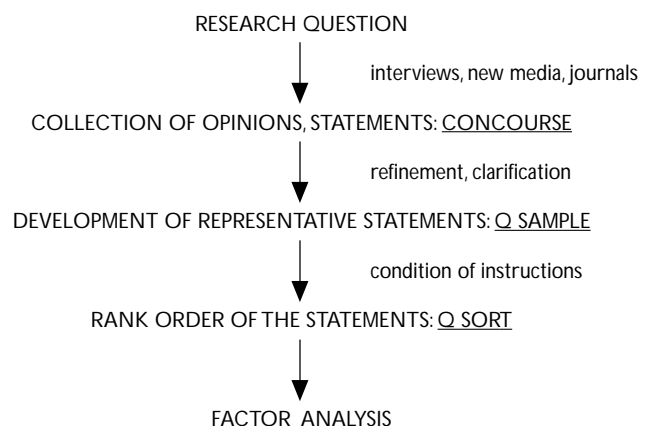 RESEARCH QUESTION
interviews, new media, journals
COLLECTION OF OPINIONS, STATEMENTS: CONCOURSE
refinement, clarification
DEVELOPMENT OF REPRESENTATIVE STATEMENTS: Q SAMPLE
condition of instructions
RANK ORDER OF THE STATEMENTS: Q SORT
FACTOR ANALYSIS